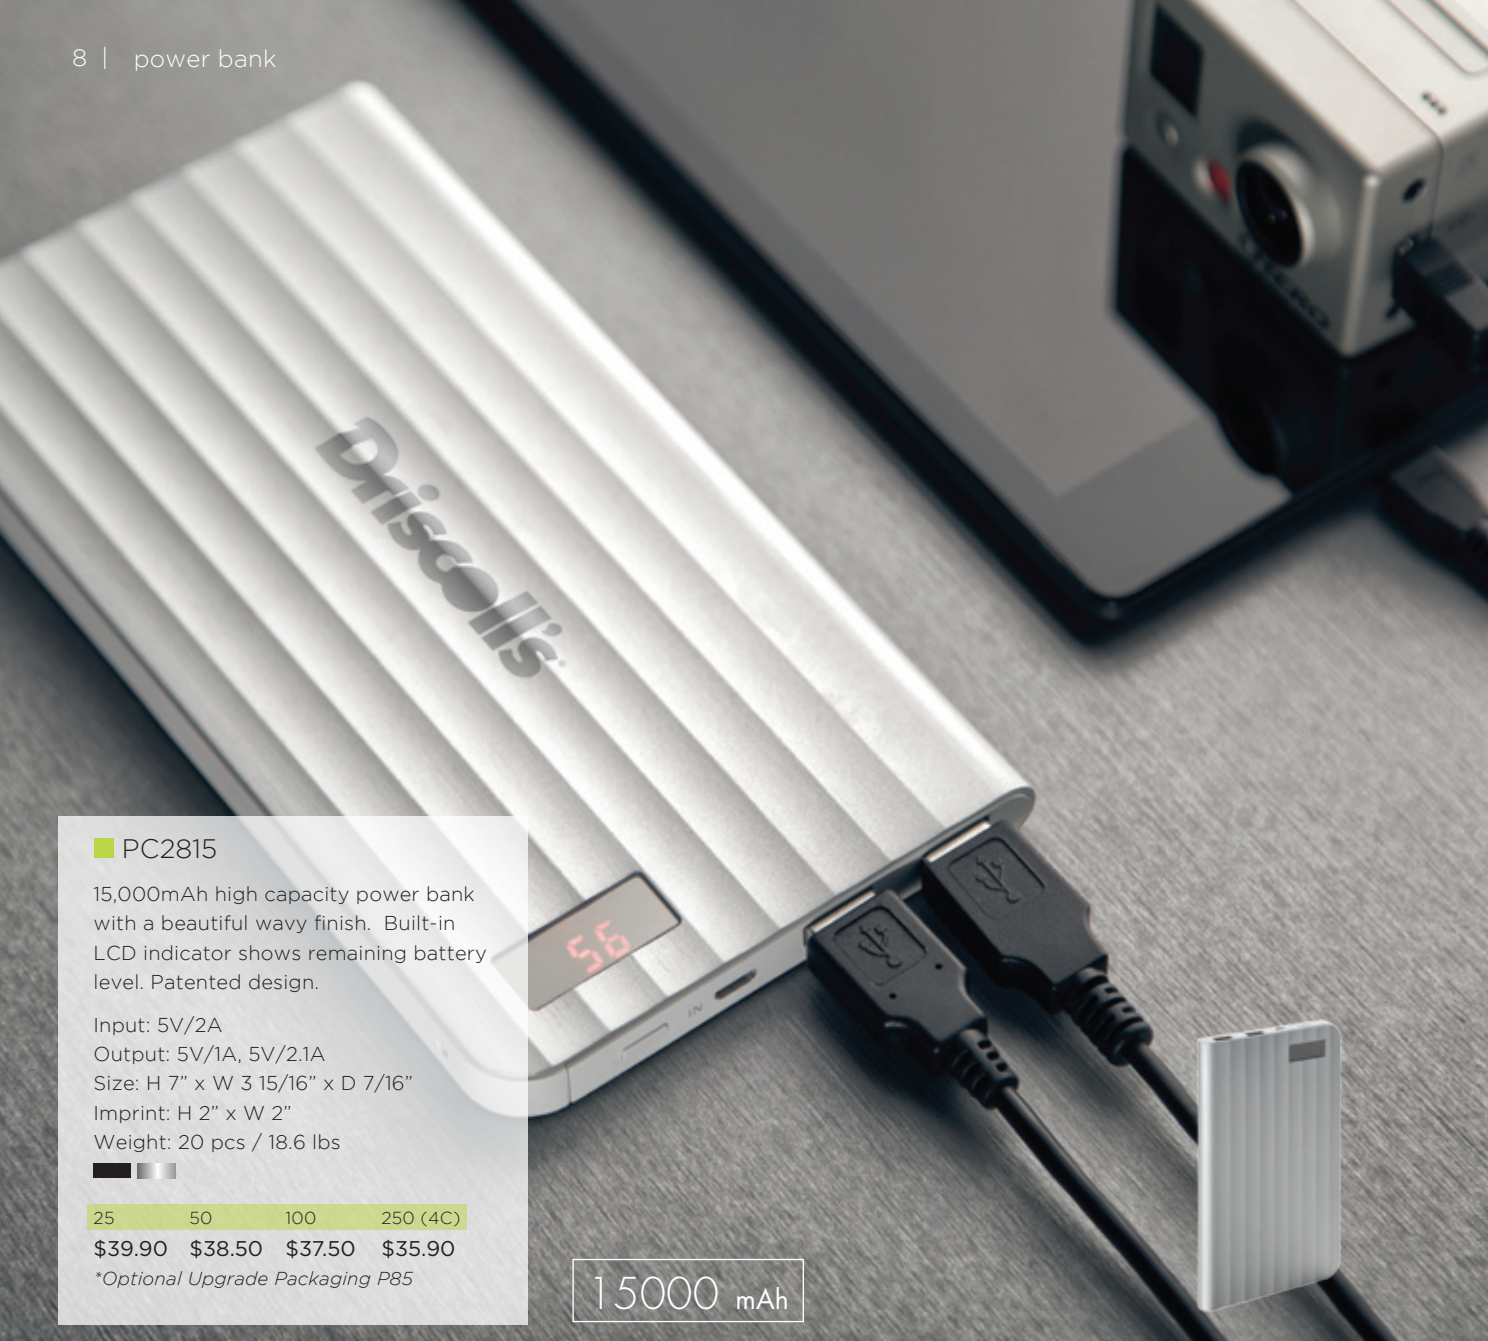 8 | power bank
HERO
Driscoll's
56
IN
PC2815
15,000mAh high capacity power bank
with a beautiful wavy finish.  Built-in
LCD indicator shows remaining battery
level. Patented design.
Input: 5V/2A
Output: 5V/1A, 5V/2.1A
Size: H 7” x W 3 15/16” x D 7/16”
Imprint: H 2” x W 2”
Weight: 20 pcs / 18.6 lbs
25 50 100 250 (4C)
$39.90 $38.50 $37.50 $35.90
*Optional Upgrade Packaging P85
15000 mAh